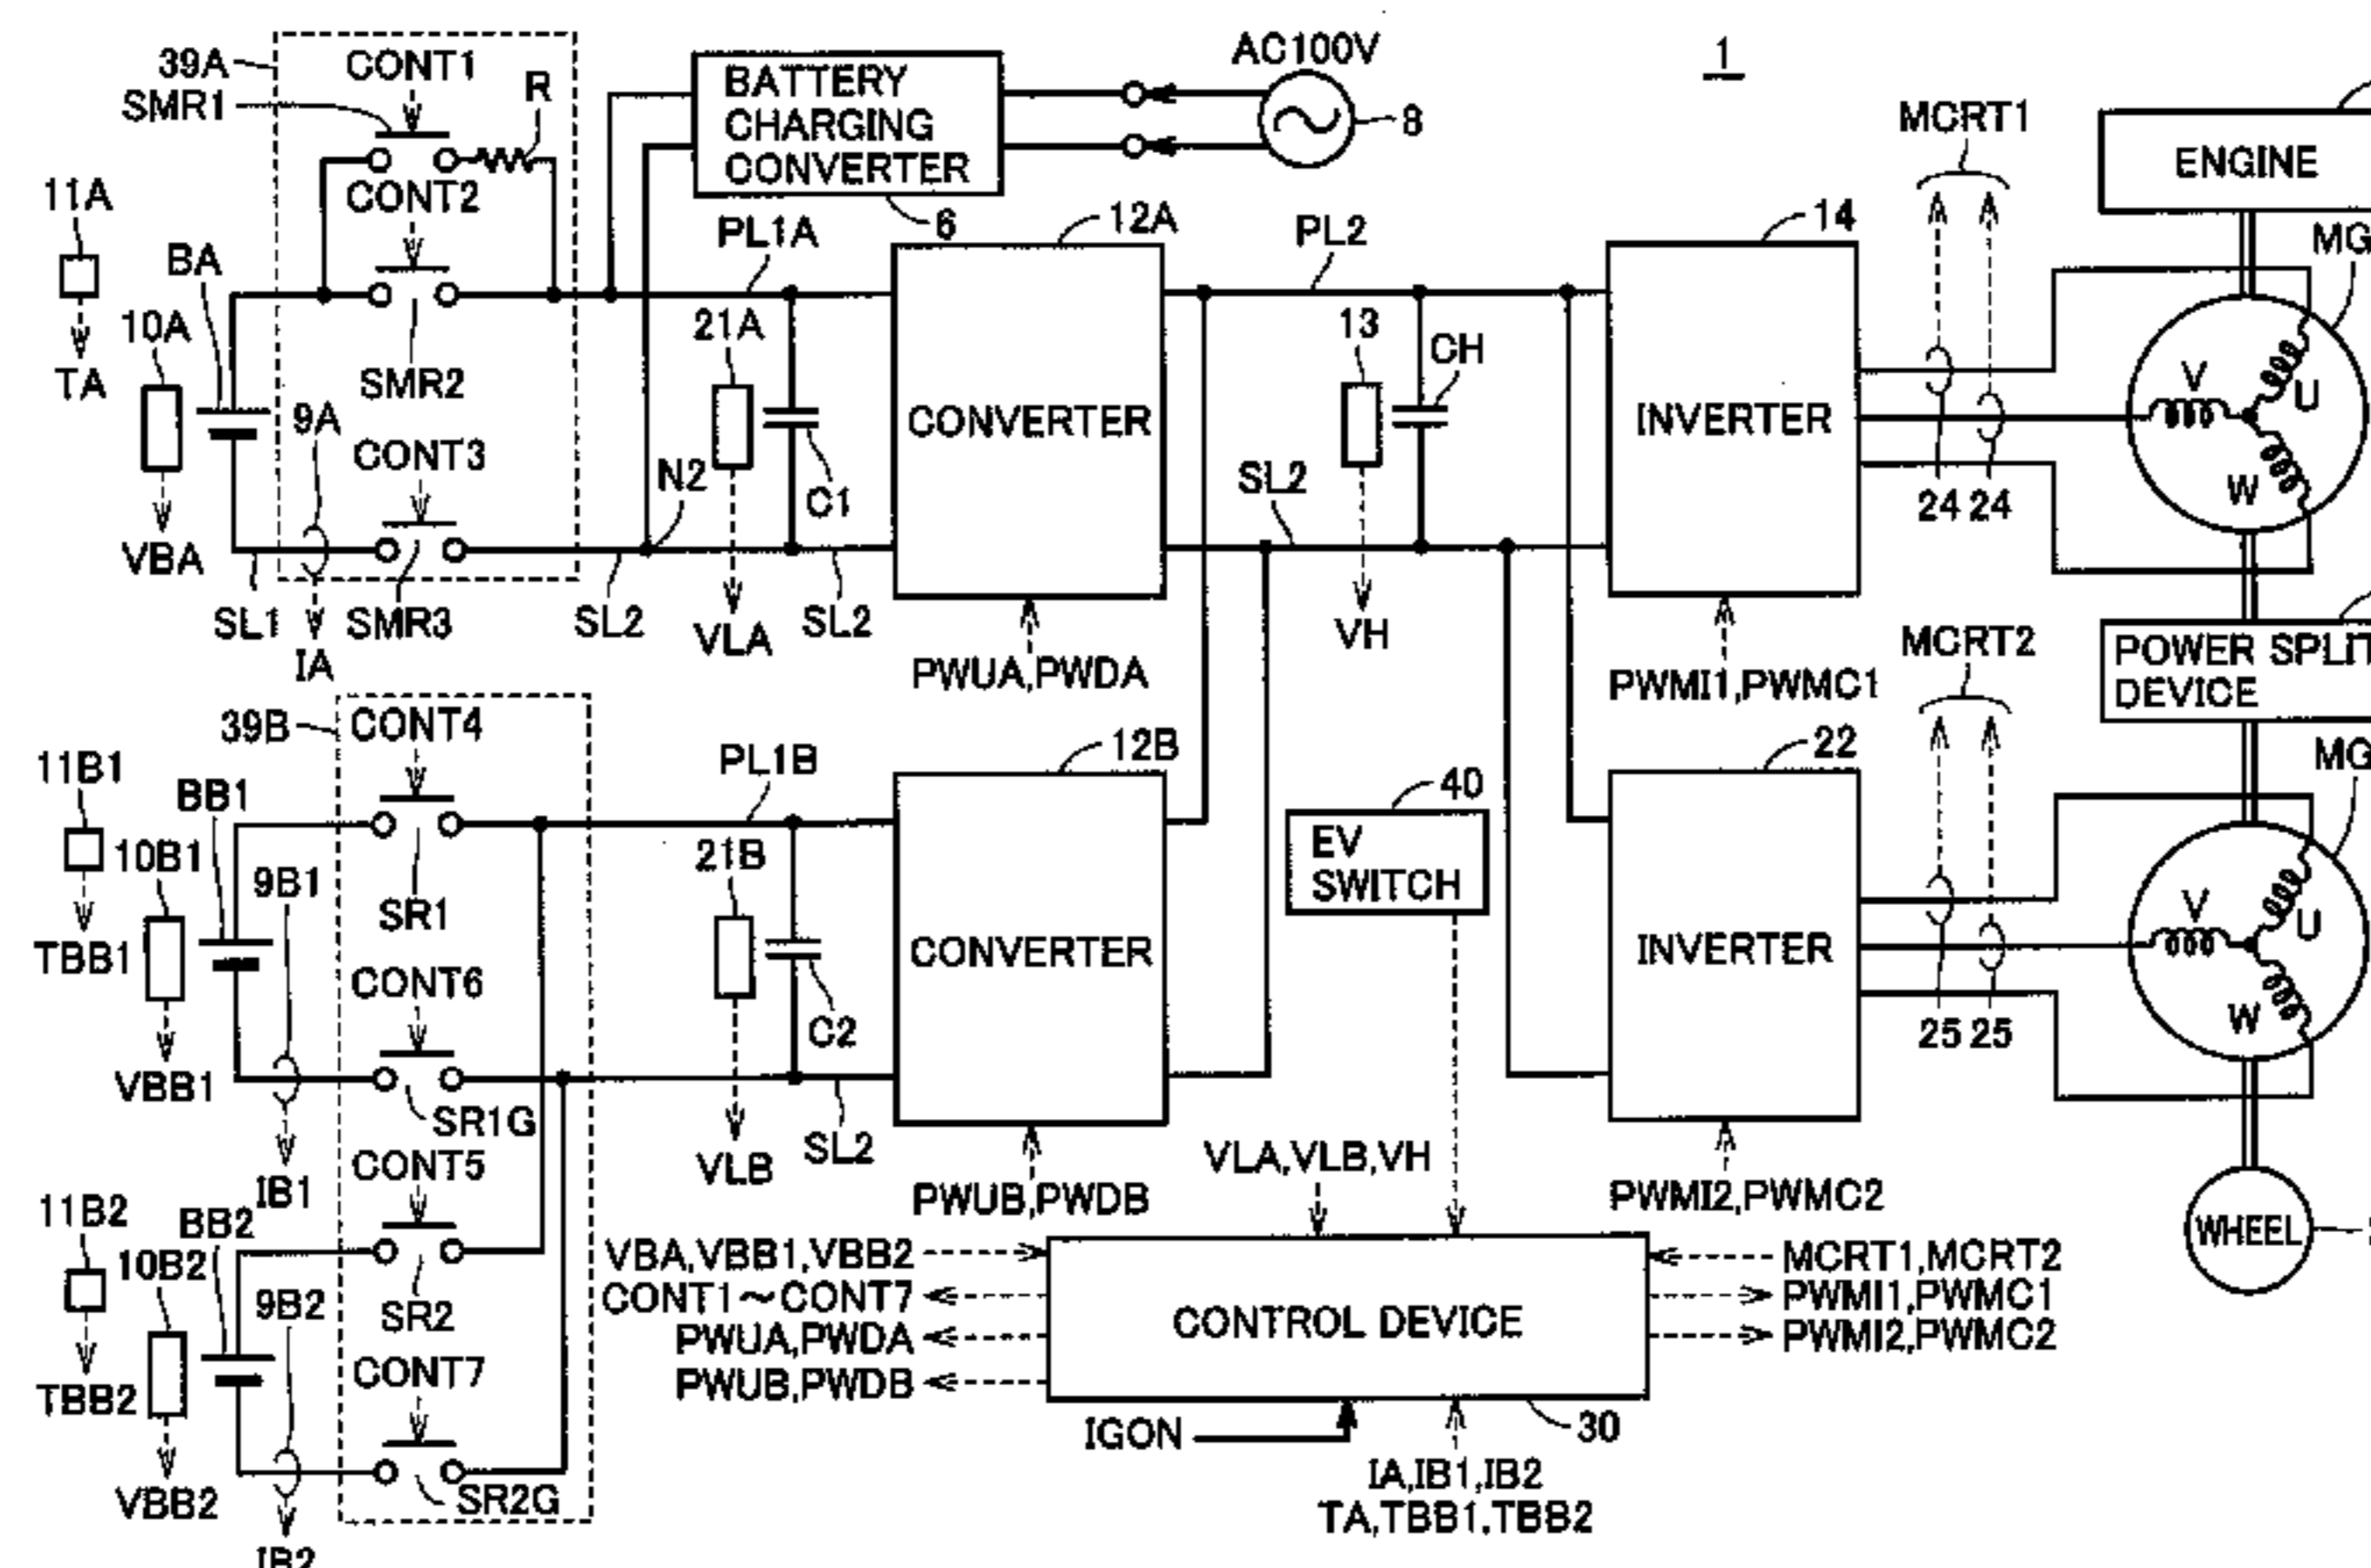 AC100V
1
39A
CONT1
SMR1
R
BATTERY
CHARGING
CONVERTER
8
MCRT1
ENGINE
CONT2
11A
6
PL1A
12A
PL2
14
MG
BA
10A
21A
13
CH
TA
SMR2
9A
CONVERTER
INVERTER
V
U
W
CONT3
N2
C1
SL2
24 24
VBA
SL1
SMR3
SL2
VLA
SL2
VH
IA
PWUA,PWDA
PWMI1,PWMC1
MCRT2
POWER SPLIT
DEVICE
39B
CONT4
PL1B
12B
22
MG
11B1
BB1
40
EV
SWITCH
10B1
21B
9B1
SR1
TBB1
CONVERTER
INVERTER
V
U
W
CONT6
C2
25 25
VBB1
SR1G
CONT5
VLB
SL2
VLA,VLB,VH
IB1
PWUB,PWDB
PWMI2,PWMC2
11B2
BB2
WHEEL
10B2
VBA,VBB1,VBB2
MCRT1,MCRT2
9B2
CONT1~CONT7
PWMI1,PWMC1
SR2
CONTROL DEVICE
PWUA,PWDA
PWMI2,PWMC2
CONT7
PWUB,PWDB
TBB2
IGON
30
VBB2
SR2G
IA,IB1,IB2
TA,TBB1,TBB2
IB2